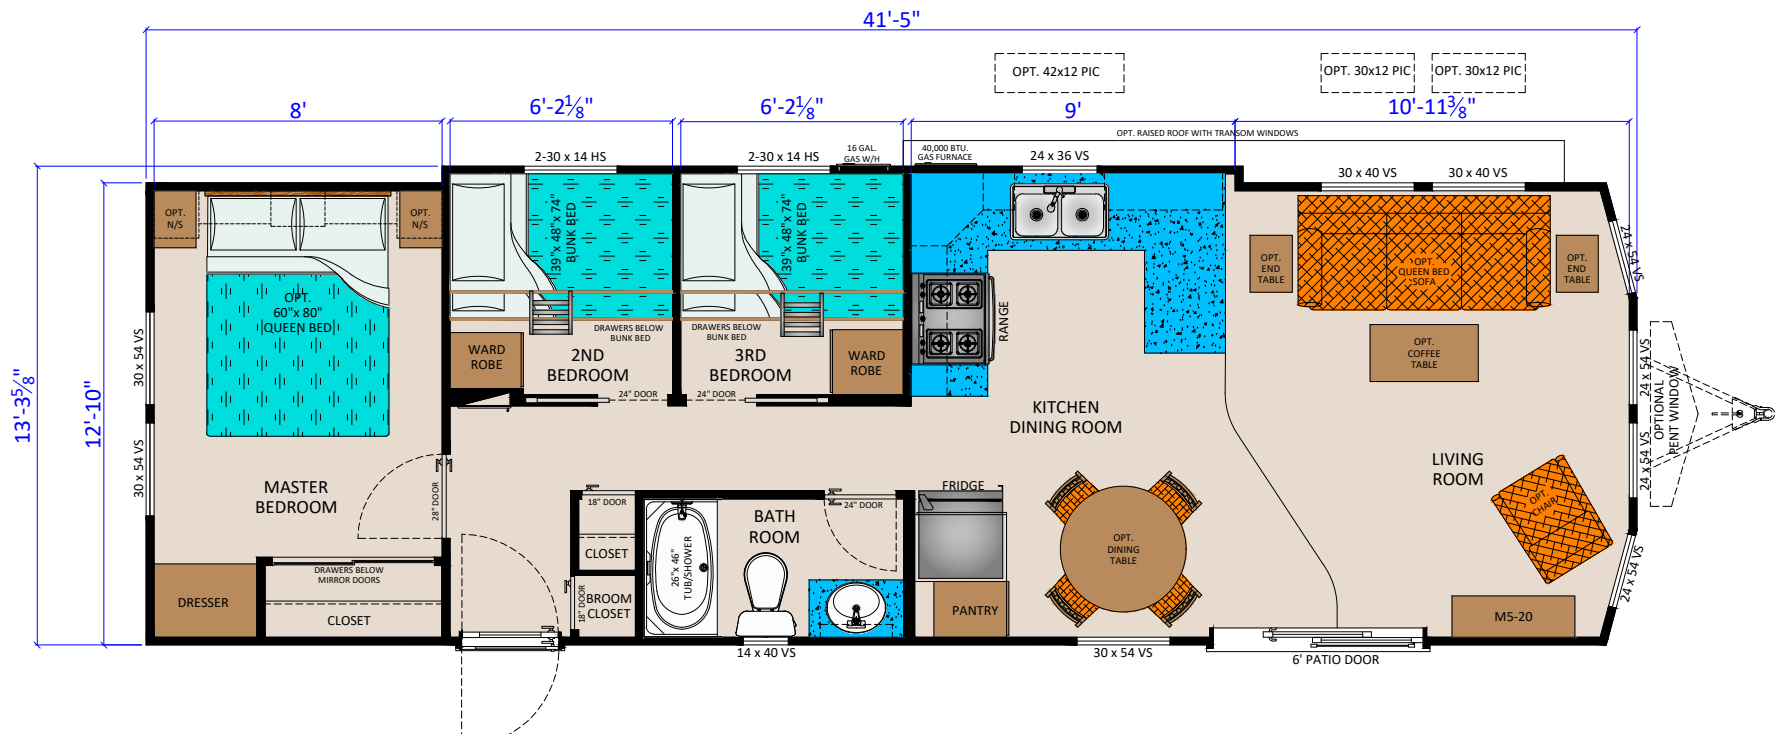 41'-5"
OPT. 42x12 PIC
OPT. 30x12 PIC
OPT. 30x12 PIC
8'
6'-2⅛"
6'-2⅛"
9'
10'-11⅜"
OPT. RAISED ROOF WITH TRANSOM WINDOWS
2-30 x 14 HS
2-30 x 14 HS
16 GAL.
GAS W/H
40,000 BTU.
GAS FURNACE
24 x 36 VS
30 x 40 VS
30 x 40 VS
13'-3⅝"
12'-10"
OPT.
N/S
OPT.
N/S
OPT.
60"x 80"
QUEEN BED
30 x 54 VS
30 x 54 VS
MASTER
BEDROOM
28" DOOR
DRESSER
DRAWERS BELOW
MIRROR DOORS
CLOSET
39"x 48"x 74"
BUNK BED
DRAWERS BELOW
BUNK BED
WARD
ROBE
2ND
BEDROOM
24" DOOR
39"x 48"x 74"
BUNK BED
DRAWERS BELOW
BUNK BED
3RD
BEDROOM
WARD
ROBE
24" DOOR
RANGE
KITCHEN
DINING ROOM
FRIDGE
PANTRY
OPT.
DINING
TABLE
18" DOOR
CLOSET
18" DOOR
BROOM
CLOSET
26"x 46"
TUB/SHOWER
BATH
ROOM
24" DOOR
14 x 40 VS
30 x 54 VS
6' PATIO DOOR
OPT.
END
TABLE
OPT.
QUEEN BED
SOFA
OPT.
END
TABLE
OPT.
COFFEE
TABLE
LIVING
ROOM
OPT.
CHAIR
M5-20
24 x 54 VS
24 x 54 VS
24 x 54 VS
24 x 54 VS
OPTIONAL
PENT WINDOW